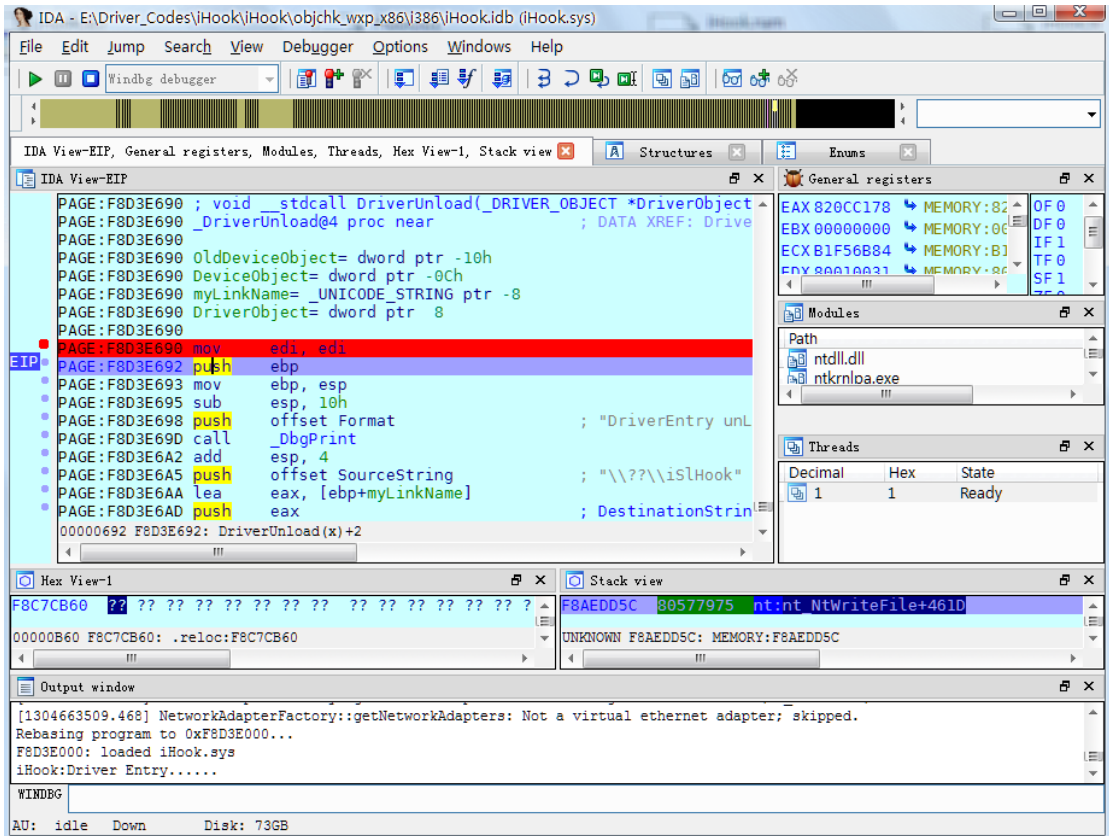 IDA - E:\Driver_Codes\iHook\iHook\objchk_wxp_x86\i386\iHook.idb (iHook.sys)
File Edit Jump Search View Debugger Options Windows Help
Windbg debugger
IDA View-EIP, General registers, Modules, Threads, Hex View-1, Stack view
Structures
Enums
IDA View-EIP
PAGE:F8D3E690 ; void __stdcall DriverUnload(_DRIVER_OBJECT *DriverObject
PAGE:F8D3E690 _DriverUnload@4 proc near ; DATA XREF: Drive
PAGE:F8D3E690
PAGE:F8D3E690 OldDeviceObject= dword ptr -10h
PAGE:F8D3E690 DeviceObject= dword ptr -0Ch
PAGE:F8D3E690 myLinkName= _UNICODE_STRING ptr -8
PAGE:F8D3E690 DriverObject= dword ptr 8
PAGE:F8D3E690
PAGE:F8D3E690 mov edi, edi
EIP PAGE:F8D3E692 push ebp
PAGE:F8D3E693 mov ebp, esp
PAGE:F8D3E695 sub esp, 10h
PAGE:F8D3E698 push offset Format ; "DriverEntry unL
PAGE:F8D3E69D call _DbgPrint
PAGE:F8D3E6A2 add esp, 4
PAGE:F8D3E6A5 push offset SourceString ; "\\??\\iSlHook"
PAGE:F8D3E6AA lea eax, [ebp+myLinkName]
PAGE:F8D3E6AD push eax ; DestinationStrin
00000692 F8D3E692: DriverUnload(x)+2
General registers
EAX 820CC178 MEMORY:82
EBX 00000000 MEMORY:00
ECX B1F56B84 MEMORY:B1
EDX 80010031 MEMORY:80
OF 0
DF 0
IF 1
TF 0
SF 1
Modules
Path
ntdll.dll
ntkrnlpa.exe
Threads
Decimal Hex State
1 1 Ready
Hex View-1
F8C7CB60 ?? ?? ?? ?? ?? ?? ?? ?? ?? ?? ?? ?? ?? ?? ?
00000B60 F8C7CB60: .reloc:F8C7CB60
Stack view
F8AEDD5C 80577975 nt:nt_NtWriteFile+461D
UNKNOWN F8AEDD5C: MEMORY:F8AEDD5C
Output window
[1304663509.468] NetworkAdapterFactory::getNetworkAdapters: Not a virtual ethernet adapter; skipped.
Rebasing program to 0xF8D3E000...
F8D3E000: loaded iHook.sys
iHook:Driver Entry......
WINDBG
AU: idle Down Disk: 73GB